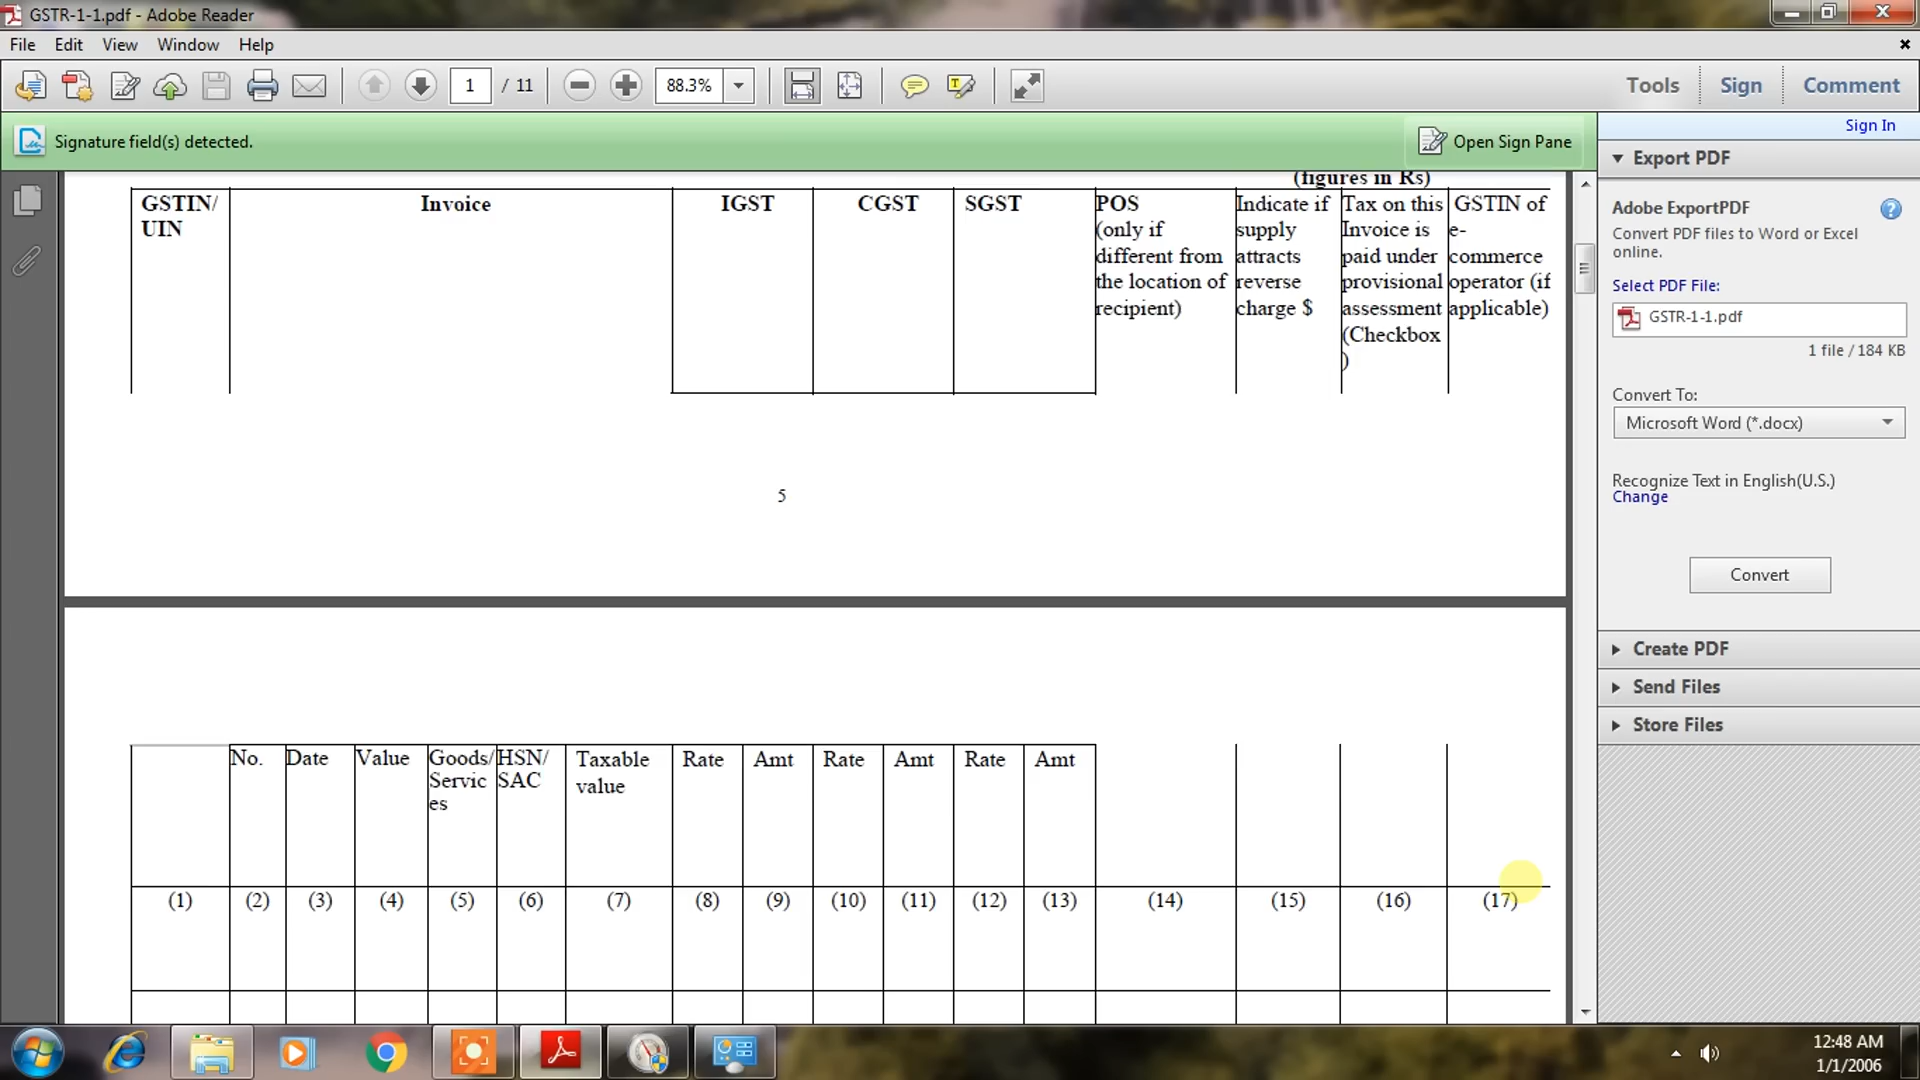 GSTR-1-1.pdf - Adobe Reader
File Edit View Window Help
1 / 11 88.3% Tools Sign Comment
Signature field(s) detected. Open Sign Pane
Sign In
Export PDF
Adobe ExportPDF
Convert PDF files to Word or Excel
online.
Select PDF File:
GSTR-1-1.pdf
1 file / 184 KB
Convert To:
Microsoft Word (*.docx)
Recognize Text in English(U.S.)
Change
Convert
Create PDF
Send Files
Store Files
(figures in Rs)
GSTIN/
UIN
Invoice
IGST
CGST
SGST
POS
(only if
different from
the location of
recipient)
Indicate if
supply
attracts
reverse
charge $
Tax on this
Invoice is
paid under
provisional
assessment
(Checkbox
)
GSTIN of
e-
commerce
operator (if
applicable)
5
No.
Date
Value
Goods/
Servic
es
HSN/
SAC
Taxable
value
Rate
Amt
Rate
Amt
Rate
Amt
(1) (2) (3) (4) (5) (6) (7) (8) (9) (10) (11) (12) (13) (14) (15) (16) (17)
12:48 AM
1/1/2006